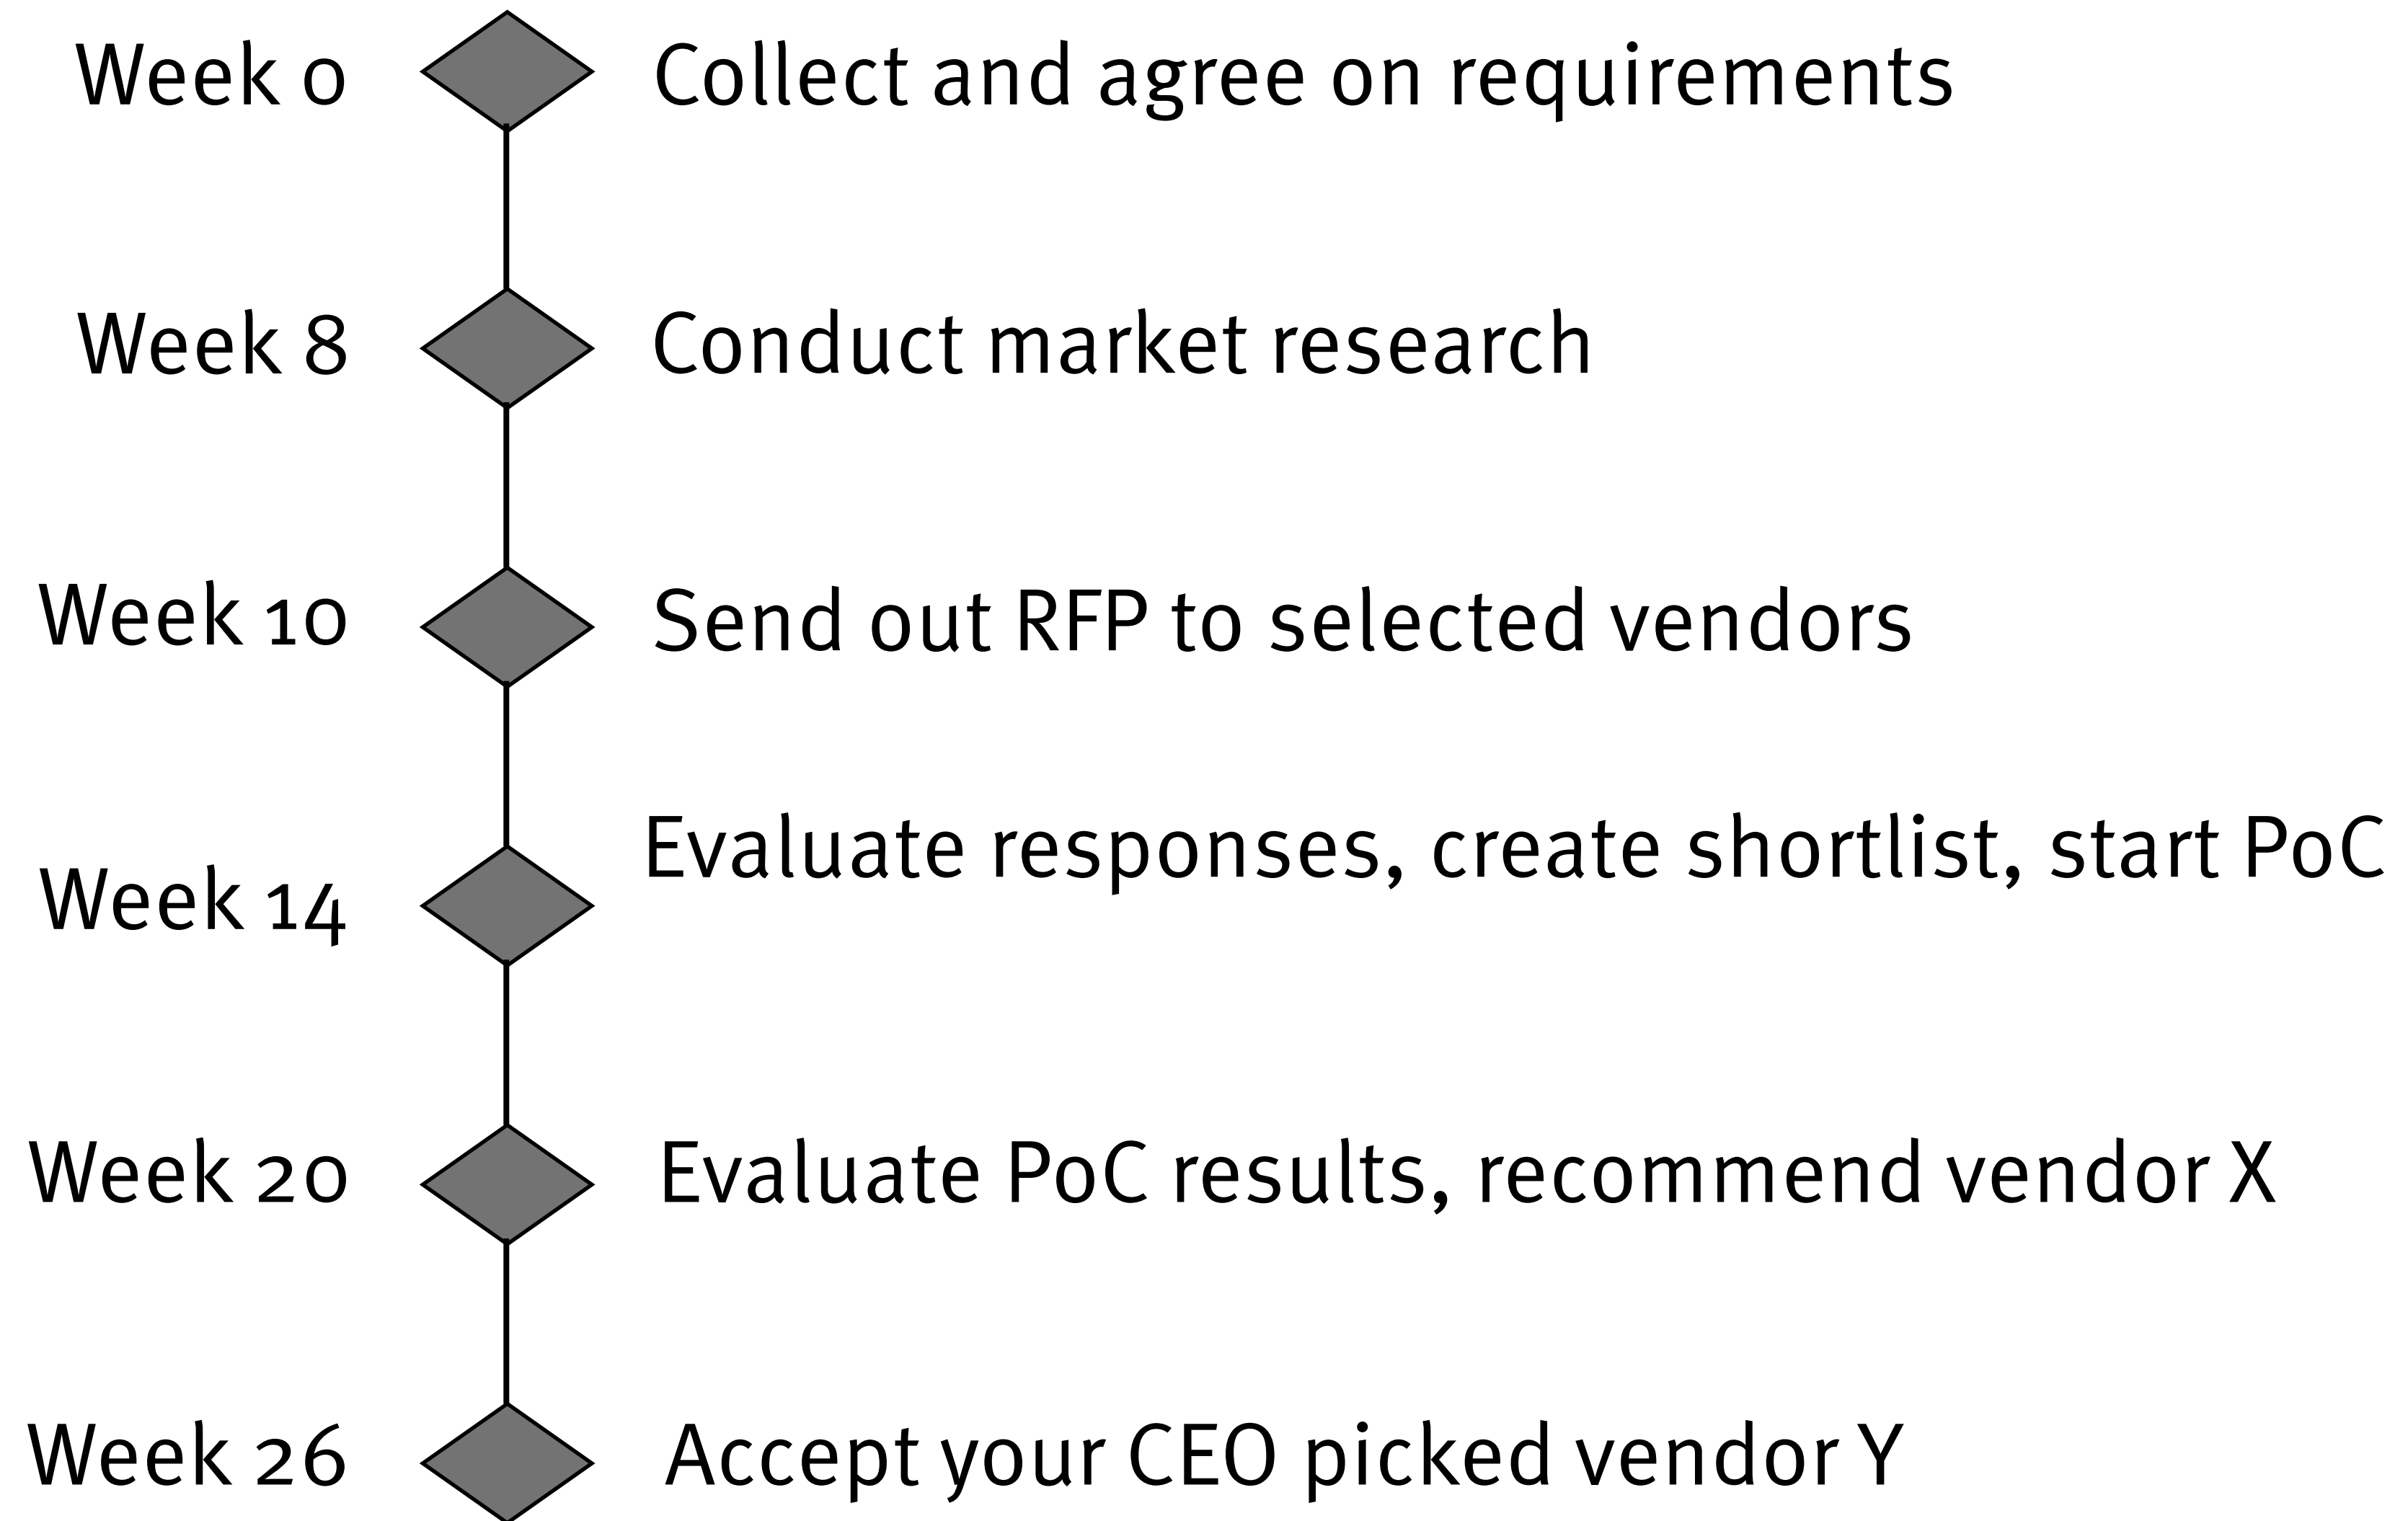 Week 0 Collect and agree on requirements
Week 8 Conduct market research
Week 10 Send out RFP to selected vendors
Week 14 Evaluate responses, create shortlist, start PoC
Week 20 Evaluate PoC results, recommend vendor X
Week 26 Accept your CEO picked vendor Y